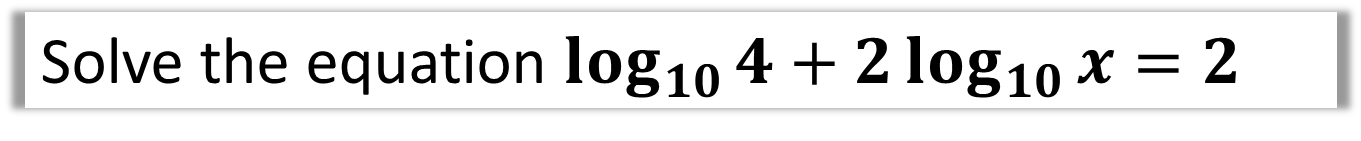 Solve the equation log₁₀ 4 + 2 log₁₀ x = 2